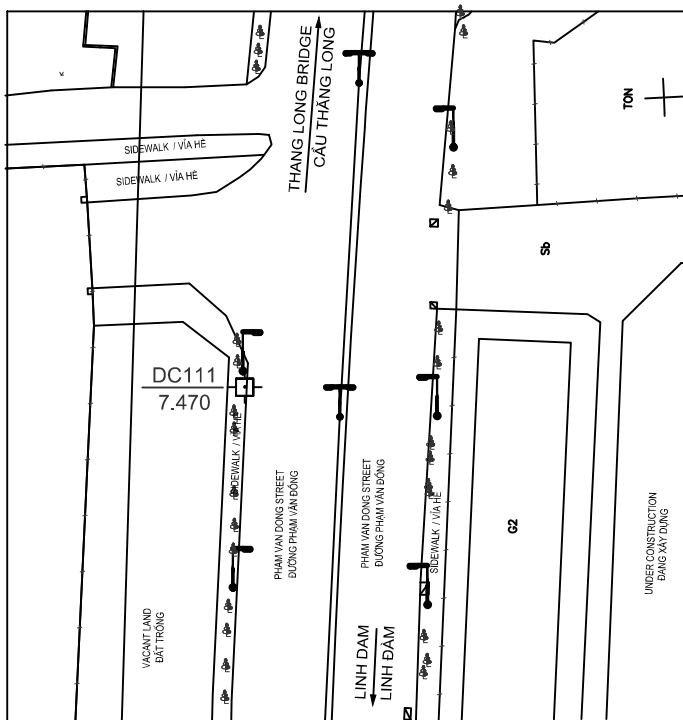 THANG LONG BRIDGE
CẦU THĂNG LONG
TON
SIDEWALK / VỈA HÈ
SIDEWALK / VỈA HÈ
Sb
DC111
7.470
SIDEWALK / VỈA HÈ
PHAM VAN DONG STREET
ĐƯỜNG PHẠM VĂN ĐỒNG
PHAM VAN DONG STREET
ĐƯỜNG PHẠM VĂN ĐỒNG
SIDEWALK / VỈA HÈ
G2
UNDER CONSTRUCTION
ĐANG XÂY DỰNG
VACANT LAND
ĐẤT TRỐNG
LINH DAM
LINH ĐÀM